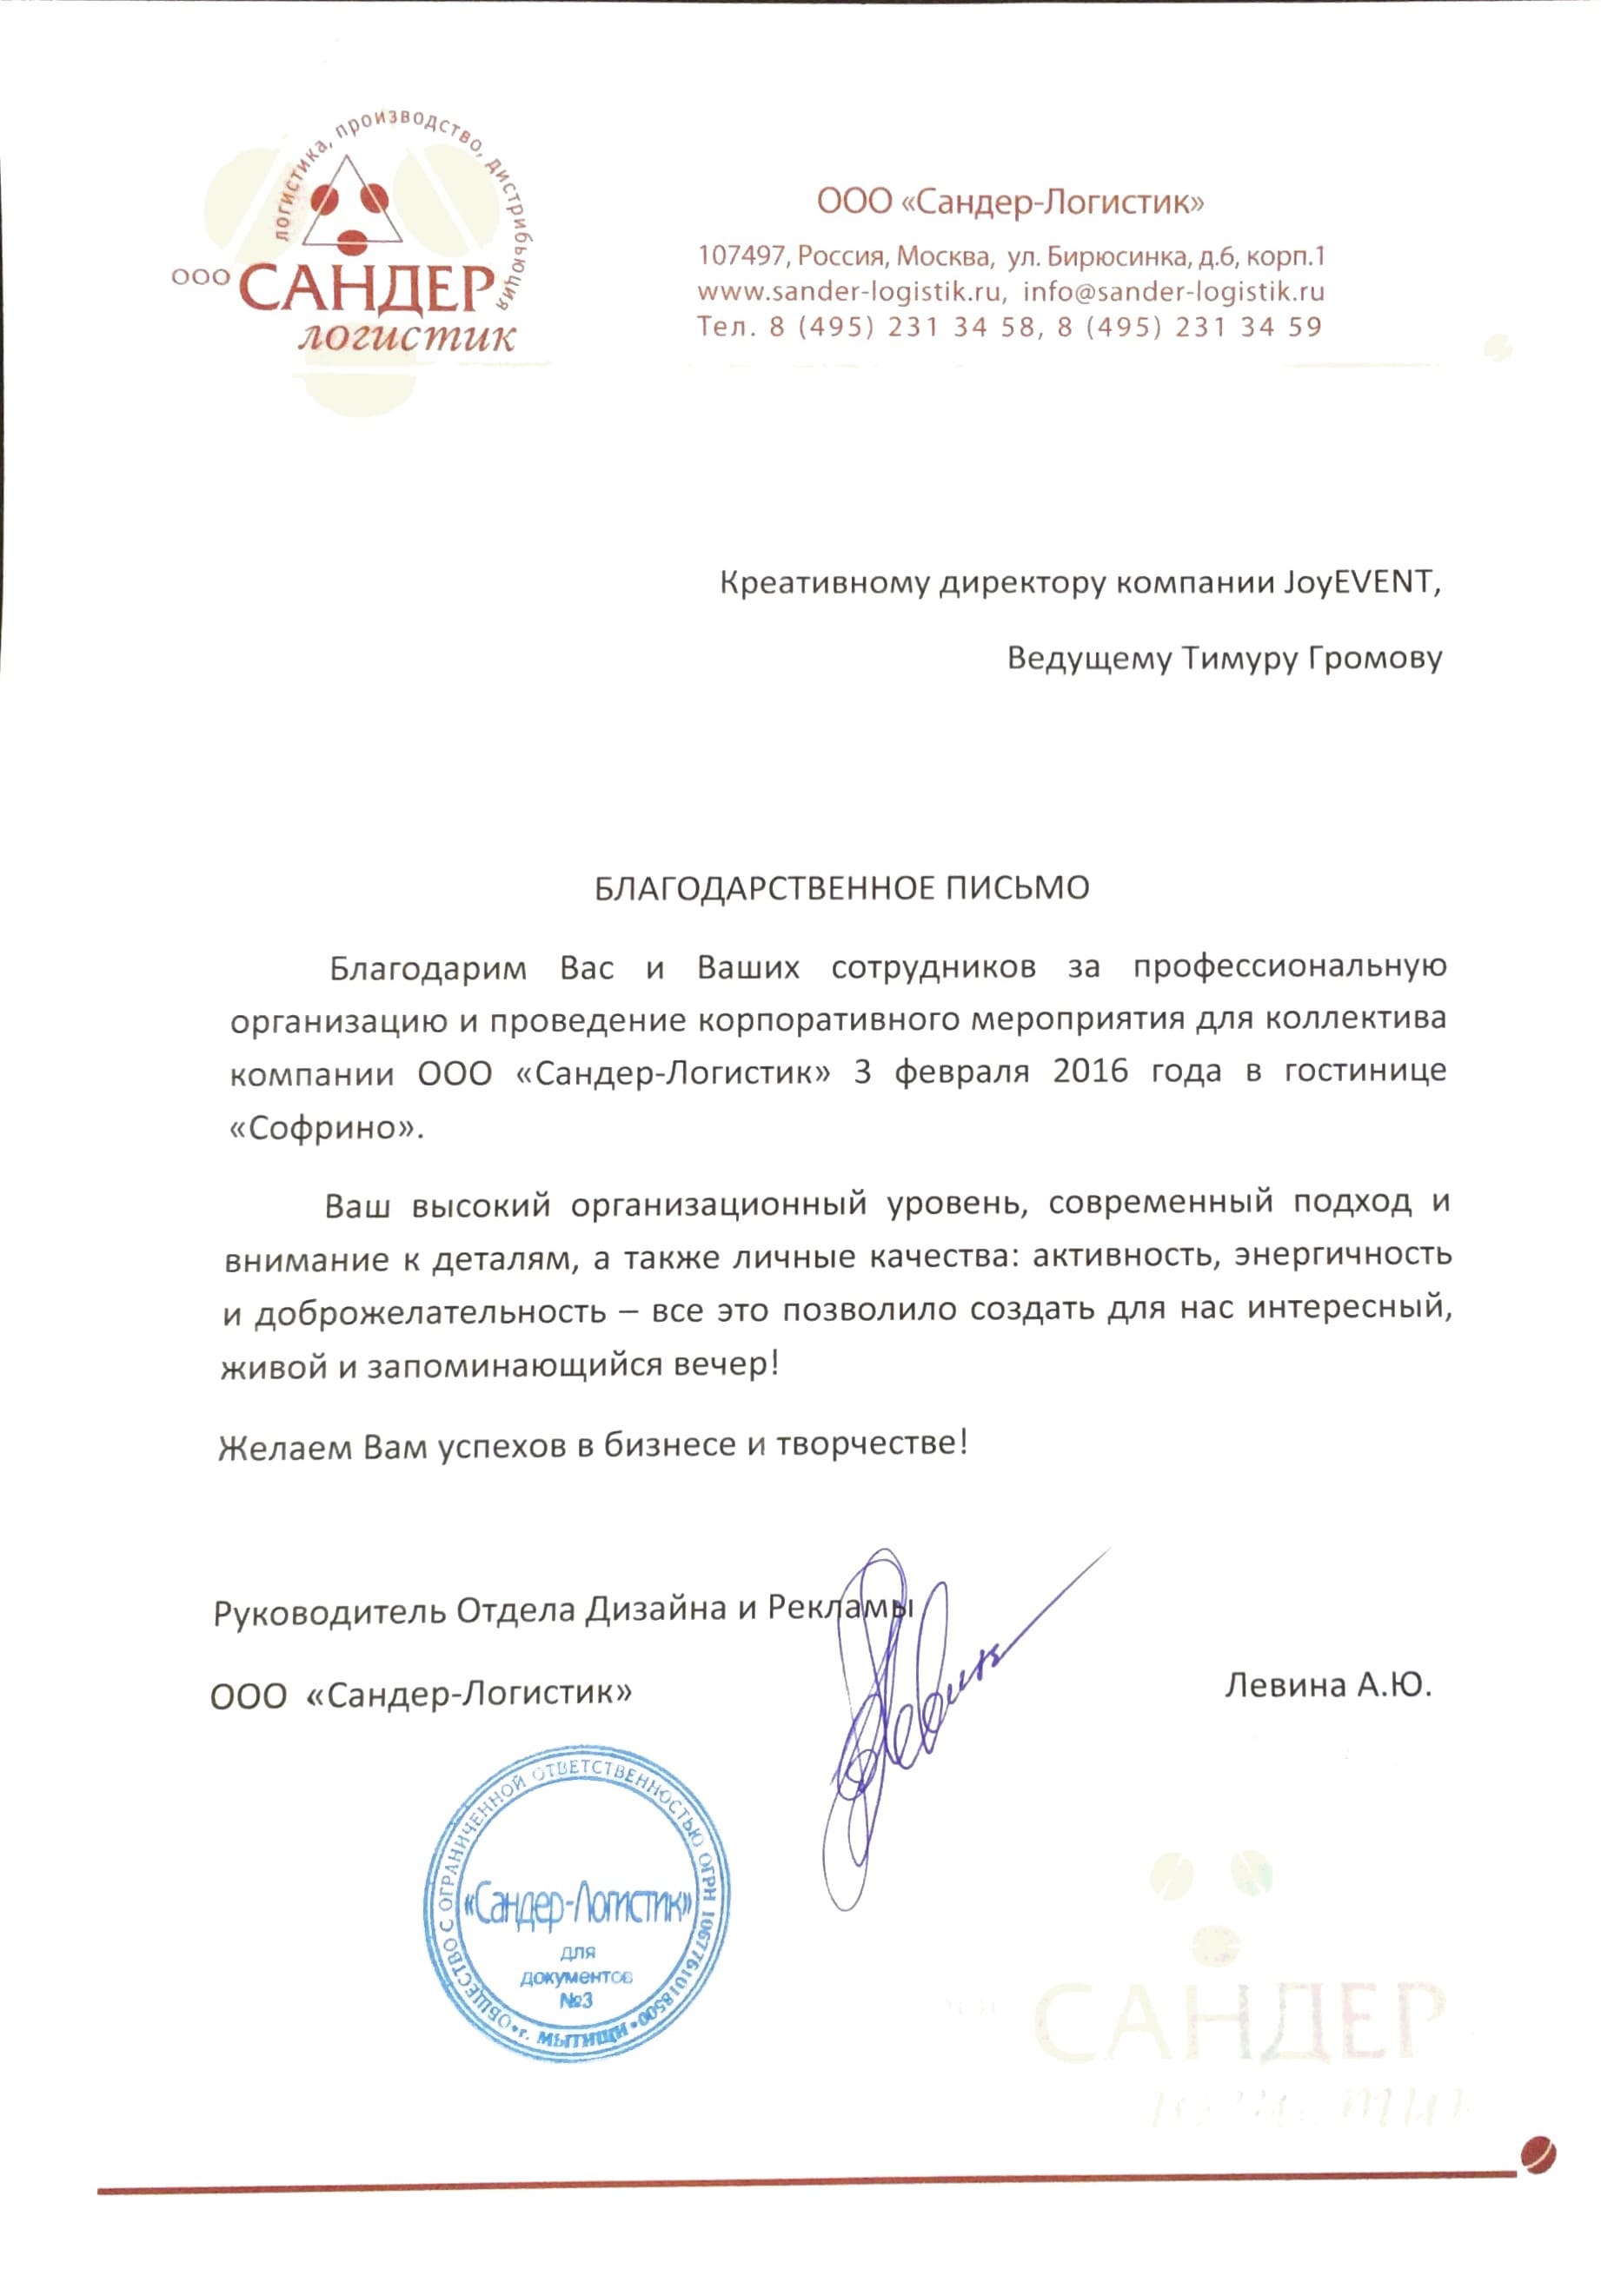 логистика, производство, дистрибьюция
ООО САНДЕР
логистик
ООО «Сандер-Логистик»
107497, Россия, Москва, ул. Бирюсинка, д.6, корп.1
www.sander-logistik.ru, info@sander-logistik.ru
Тел. 8 (495) 231 34 58, 8 (495) 231 34 59
Креативному директору компании JoyEVENT,
Ведущему Тимуру Громову
БЛАГОДАРСТВЕННОЕ ПИСЬМО
Благодарим Вас и Ваших сотрудников за профессиональную
организацию и проведение корпоративного мероприятия для коллектива
компании ООО «Сандер-Логистик» 3 февраля 2016 года в гостинице
«Софрино».
Ваш высокий организационный уровень, современный подход и
внимание к деталям, а также личные качества: активность, энергичность
и доброжелательность – все это позволило создать для нас интересный,
живой и запоминающийся вечер!
Желаем Вам успехов в бизнесе и творчестве!
Руководитель Отдела Дизайна и Рекламы
ООО «Сандер-Логистик»
Левина А.Ю.
ОБЩЕСТВО С ОГРАНИЧЕННОЙ ОТВЕТСТВЕННОСТЬЮ ОГРН 1067761018500
• г. МЫТИЩИ •
«Сандер-Логистик»
для
документов
№3
САНДЕР